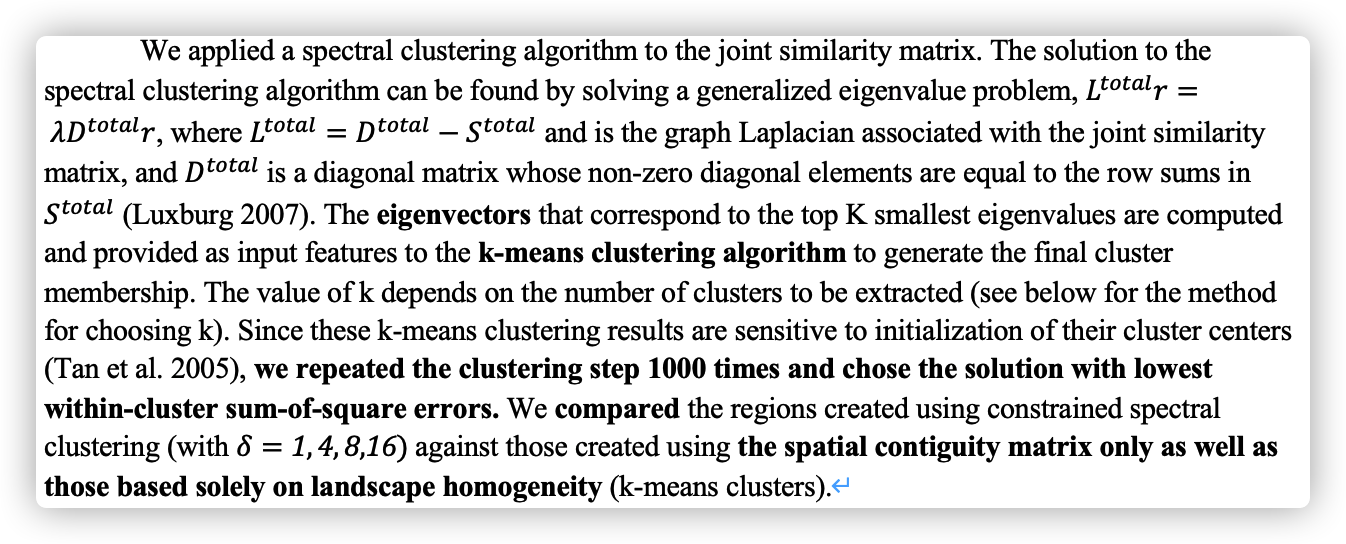 We applied a spectral clustering algorithm to the joint similarity matrix. The solution to the
spectral clustering algorithm can be found by solving a generalized eigenvalue problem, L^total r =
λD^total r, where L^total = D^total − S^total and is the graph Laplacian associated with the joint similarity
matrix, and D^total is a diagonal matrix whose non-zero diagonal elements are equal to the row sums in
S^total (Luxburg 2007). The eigenvectors that correspond to the top K smallest eigenvalues are computed
and provided as input features to the k-means clustering algorithm to generate the final cluster
membership. The value of k depends on the number of clusters to be extracted (see below for the method
for choosing k). Since these k-means clustering results are sensitive to initialization of their cluster centers
(Tan et al. 2005), we repeated the clustering step 1000 times and chose the solution with lowest
within-cluster sum-of-square errors. We compared the regions created using constrained spectral
clustering (with δ = 1, 4, 8,16) against those created using the spatial contiguity matrix only as well as
those based solely on landscape homogeneity (k-means clusters).↵